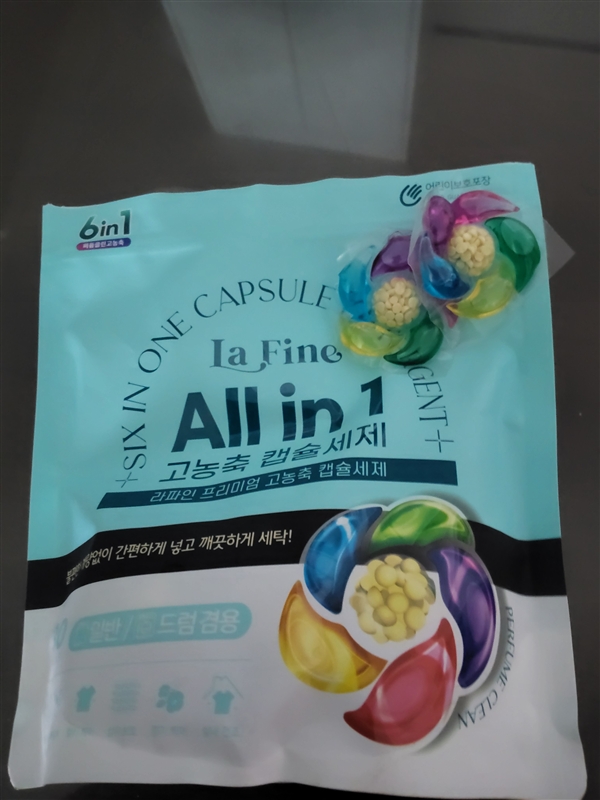 6in1
어린이보호포장
SIX IN ONE CAPSULE
GENT
La Fine
All in 1
고농축 캡슐세제
라파인 프리미엄 고농축 캡슐세제
없이 간편하게 넣고 깨끗하게 세탁!
일반 / 드럼 겸용
PERFUME CLEAN